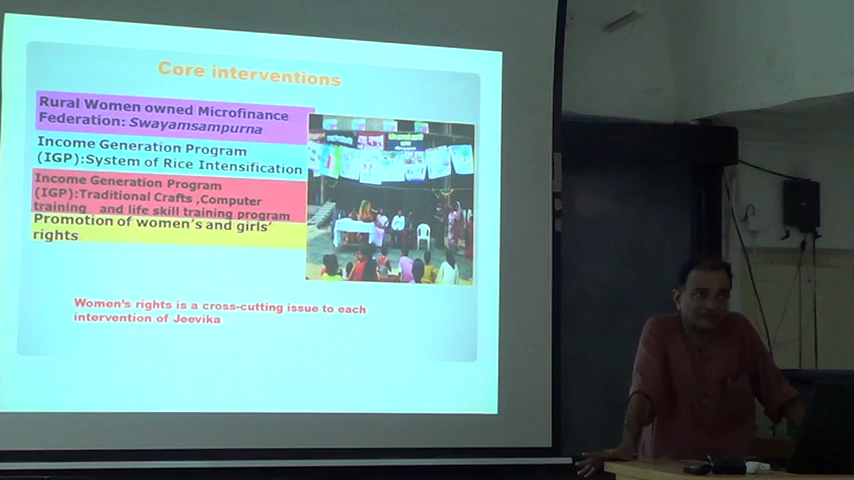 Core interventions
Rural Women owned Microfinance
Federation: Swayamsampurna
Income Generation Program
(IGP):System of Rice Intensification
Income Generation Program
(IGP):Traditional Crafts ,Computer
training and life skill training program
Promotion of women's and girls'
rights
Women's rights is a cross-cutting issue to each
intervention of Jeevika